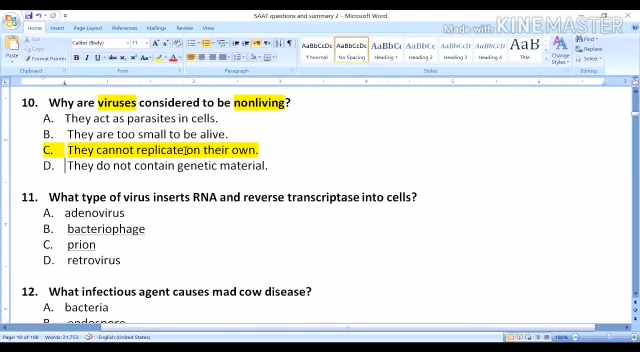 SAAT questions and summary 2 - Microsoft Word
Made with KINEMASTER
Home Insert Page Layout References Mailings Review View
Cut
Copy
Format Painter
Paste
Calibri (Body) 11
AaBbCcDc AaBbCcDc AaBbCc AaBbCc AaBbCc AaBbCc AaB
¶ Normal No Spacing Heading 1 Heading 2 Heading 3 Heading 4 Title
Change Styles
Find
Replace
Select
Clipboard Font Paragraph Styles Editing
10. Why are viruses considered to be nonliving?
A. They act as parasites in cells.
B. They are too small to be alive.
C. They cannot replicate on their own.
D. They do not contain genetic material.
11. What type of virus inserts RNA and reverse transcriptase into cells?
A. adenovirus
B. bacteriophage
C. prion
D. retrovirus
12. What infectious agent causes mad cow disease?
A. bacteria
B. endospore
Page: 10 of 108 Words: 21,753 English (United States) 180%